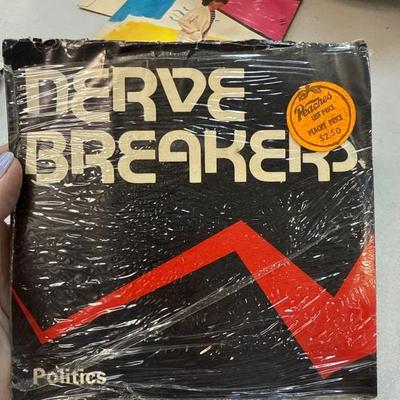 NERVE
BREAKERS
Peaches
LIST PRICE
PEACHY PRICE
$2.50
Politics